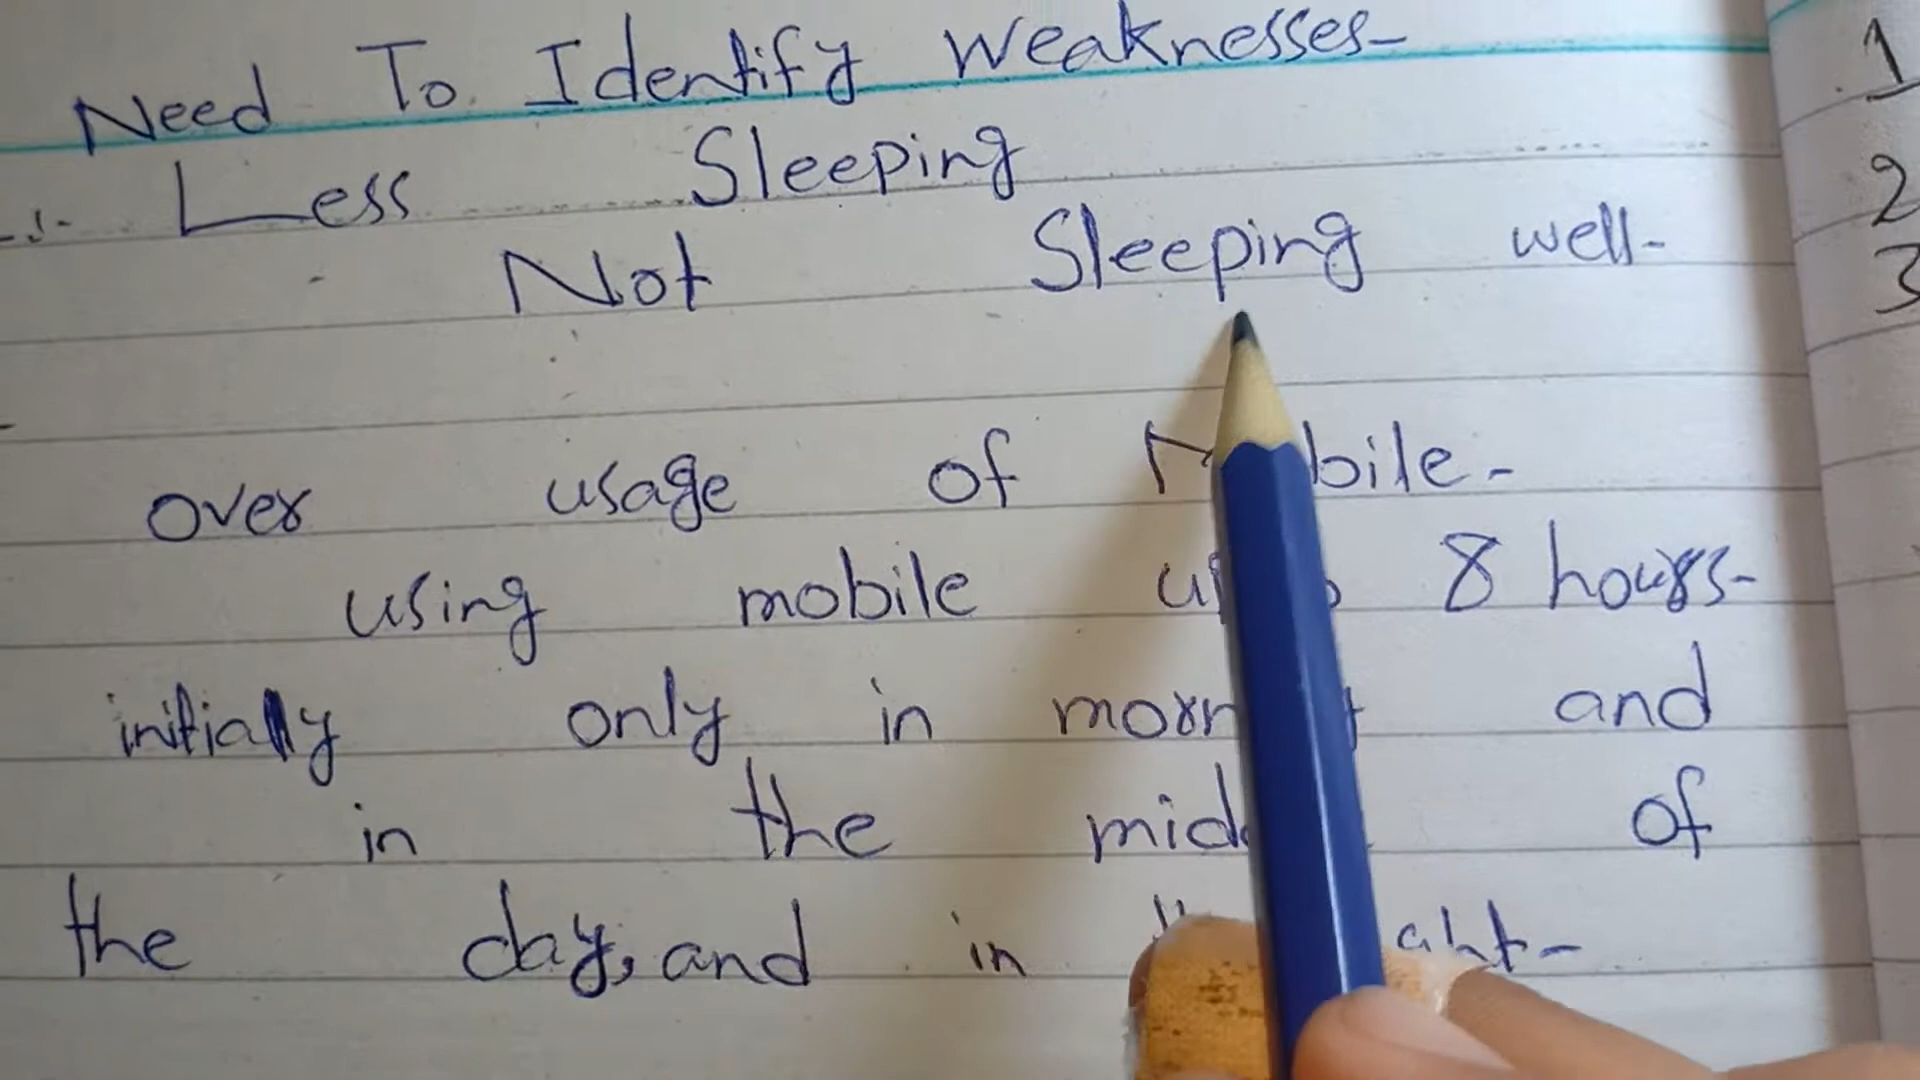 Need To Identify Weaknesses-
Less Sleeping
Not Sleeping well-
over usage of Mobile-
using mobile 8 hours-
initially only in and
in the of
the day, and in
1
2
3